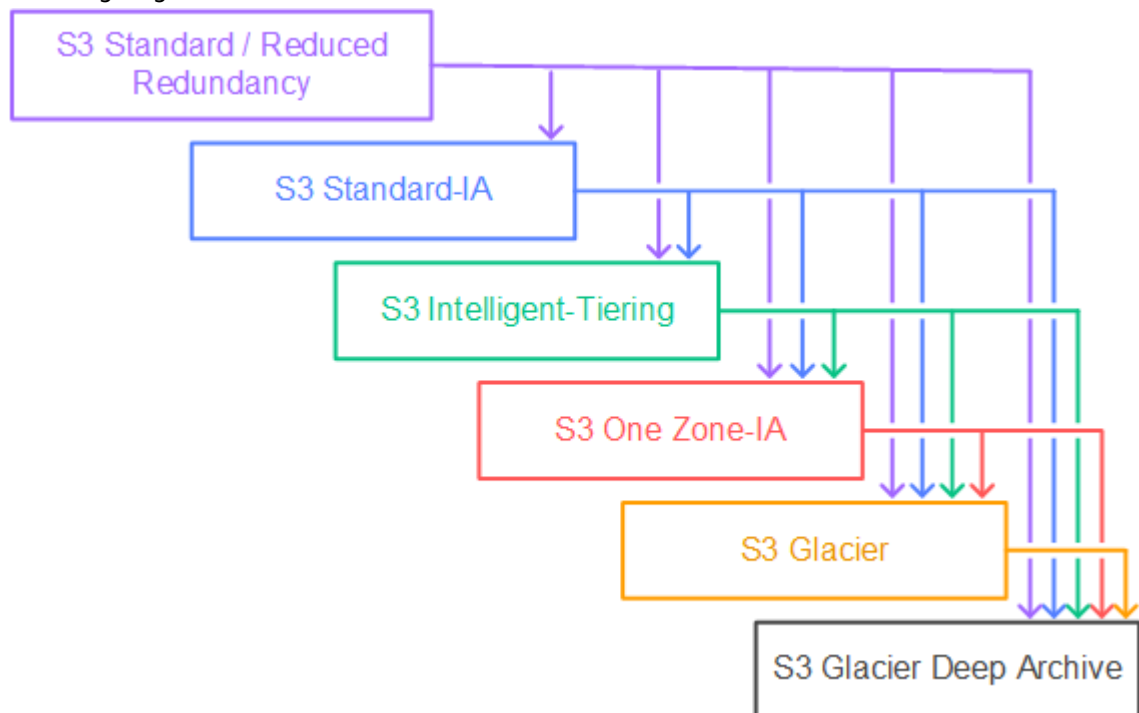 S3 Standard / Reduced
Redundancy
S3 Standard-IA
S3 Intelligent-Tiering
S3 One Zone-IA
S3 Glacier
S3 Glacier Deep Archive